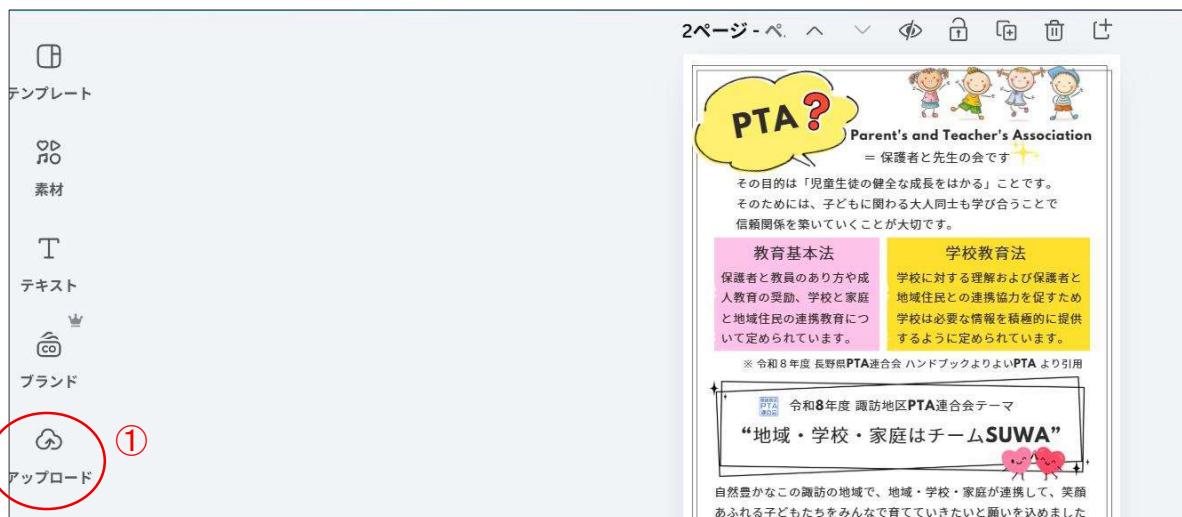 2ページ - ペ.
テンプレート
素材
テキスト
CO
ブランド
アップロード
①
PTA?
Parent's and Teacher's Association
= 保護者と先生の会です
その目的は「児童生徒の健全な成長をはかる」ことです。
そのためには、子どもに関わる大人同士も学び合うことで
信頼関係を築いていくことが大切です。
教育基本法
保護者と教員のあり方や成
人教育の奨励、学校と家庭
と地域住民の連携教育につ
いて定められています。
学校教育法
学校に対する理解および保護者と
地域住民との連携協力を促すため
学校は必要な情報を積極的に提供
するように定められています。
※ 令和８年度 長野県PTA連合会 ハンドブックよりよいPTA より引用
PTA
令和8年度 諏訪地区PTA連合会テーマ
“地域・学校・家庭はチームSUWA”
自然豊かなこの諏訪の地域で、地域・学校・家庭が連携して、笑顔
あふれる子どもたちをみんなで育てていきたいと願いを込めました